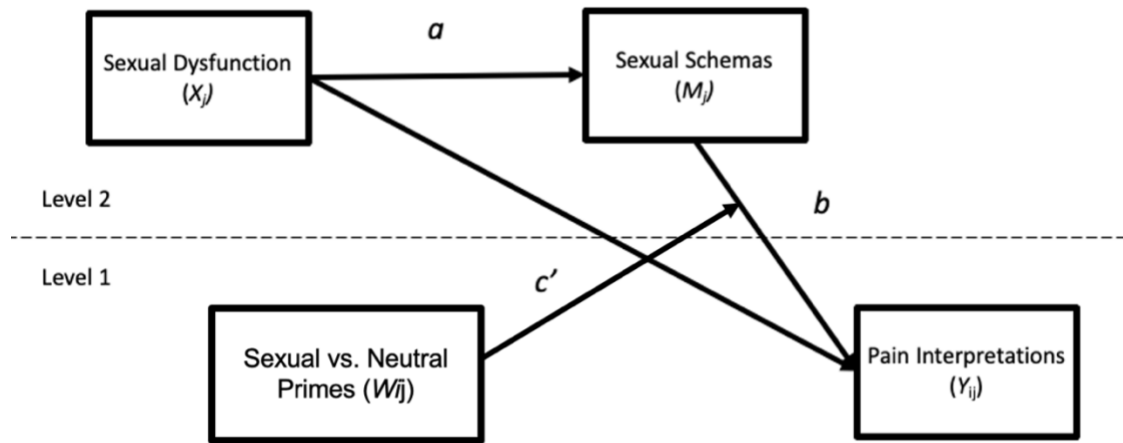 a
Sexual Dysfunction
(Xj)
Sexual Schemas
(Mj)
Level 2
b
Level 1
c’
Sexual vs. Neutral
Primes (Wij)
Pain Interpretations
(Yij)